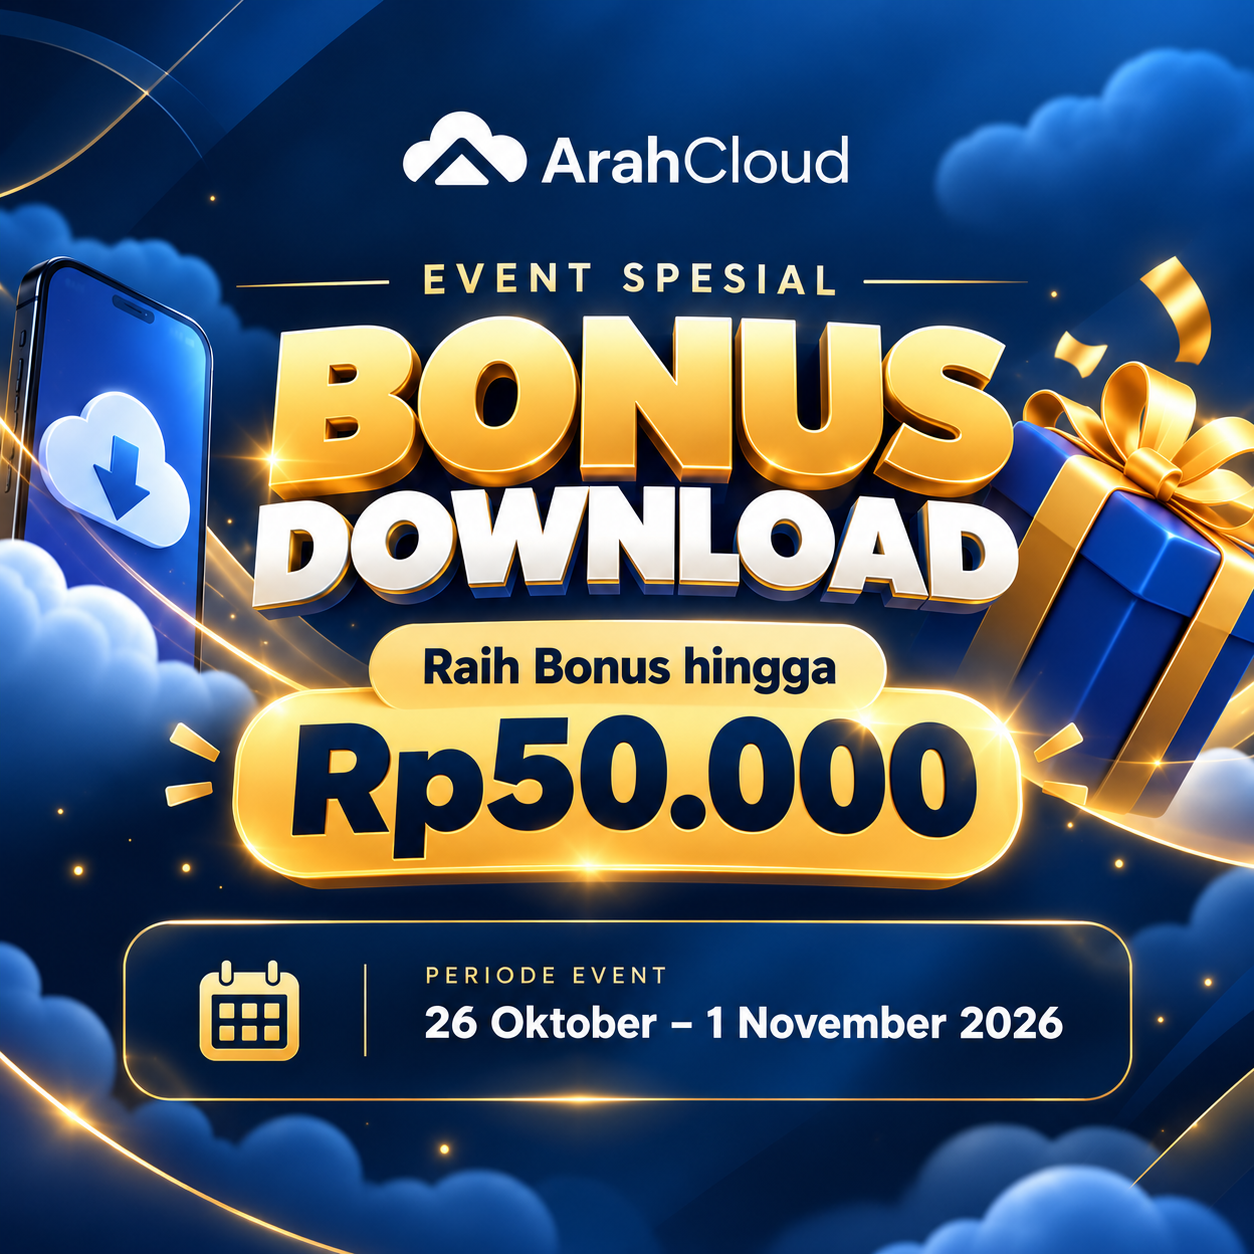 ArahCloud
EVENT SPESIAL
BONUS
DOWNLOAD
Raih Bonus hingga
Rp50.000
PERIODE EVENT
26 Oktober – 1 November 2026